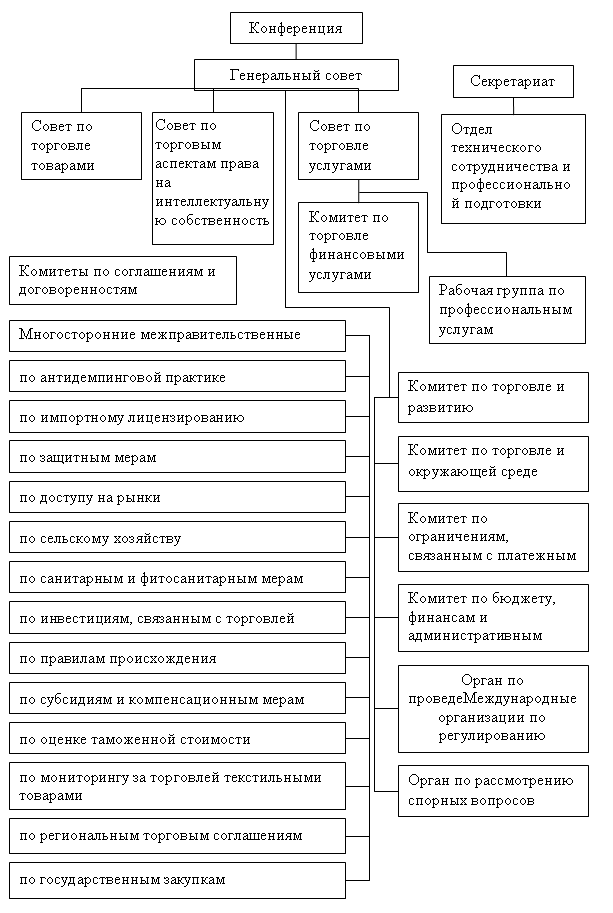 Конференция
Генеральный совет
Секретариат
Совет по
торговле
товарами
Совет по
торговым
аспектам права
на
интеллектуальну
ю собственность
Совет по
торговле
услугами
Отдел
технического
сотрудничества и
профессионально
й подготовки
Комитет по
торговле
финансовыми
услугами
Комитеты по соглашениям и
договоренностям
Рабочая группа по
профессиональным
услугам
Многосторонние межправительственные
по антидемпинговой практике
по импортному лицензированию
по защитным мерам
по доступу на рынки
по сельскому хозяйству
по санитарным и фитосанитарным мерам
по инвестициям, связанным с торговлей
по правилам происхождения
по субсидиям и компенсационным мерам
по оценке таможенной стоимости
по мониторингу за торговлей текстильными
товарами
по региональным торговым соглашениям
по государственным закупкам
Комитет по торговле и
развитию
Комитет по торговле и
окружающей среде
Комитет по
ограничениям,
связанным с платежным
Комитет по бюджету,
финансам и
административным
Орган по
проведеМеждународные
организации по
регулированию
Орган по рассмотрению
спорных вопросов